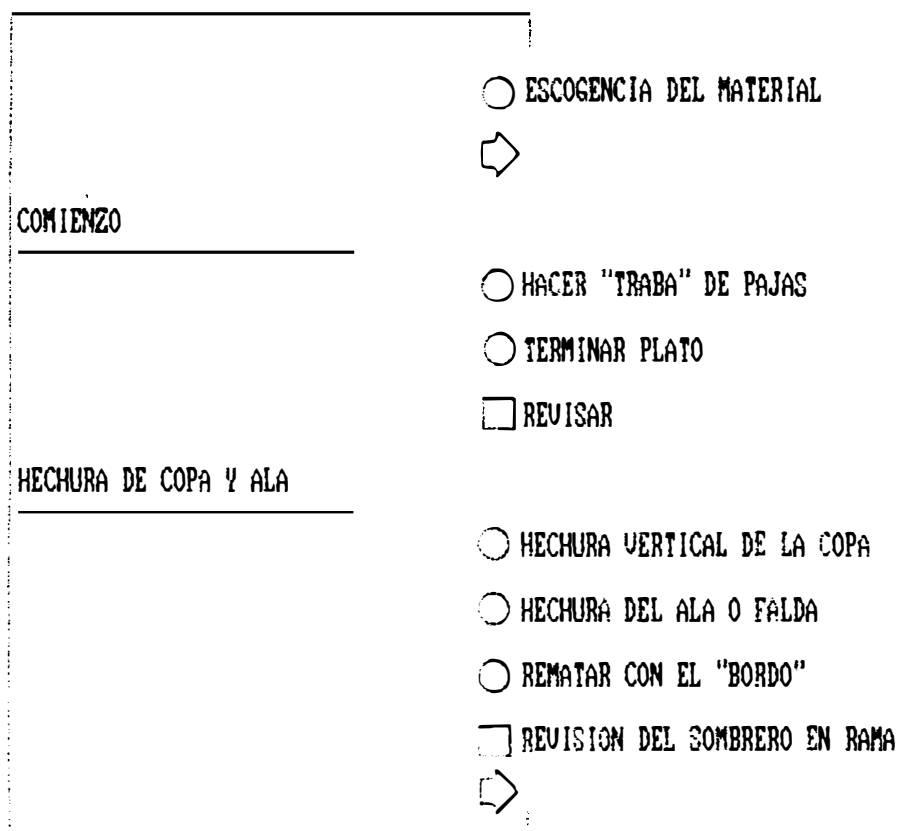 ESCOGENCIA DEL MATERIAL
COMIENZO
HACER "TRABA" DE PAJAS
TERMINAR PLATO
REVISAR
HECHURA DE COPA Y ALA
HECHURA VERTICAL DE LA COPA
HECHURA DEL ALA O FALDA
REMATAR CON EL "BORDO"
REVISION DEL SOMBRERO EN RAMA